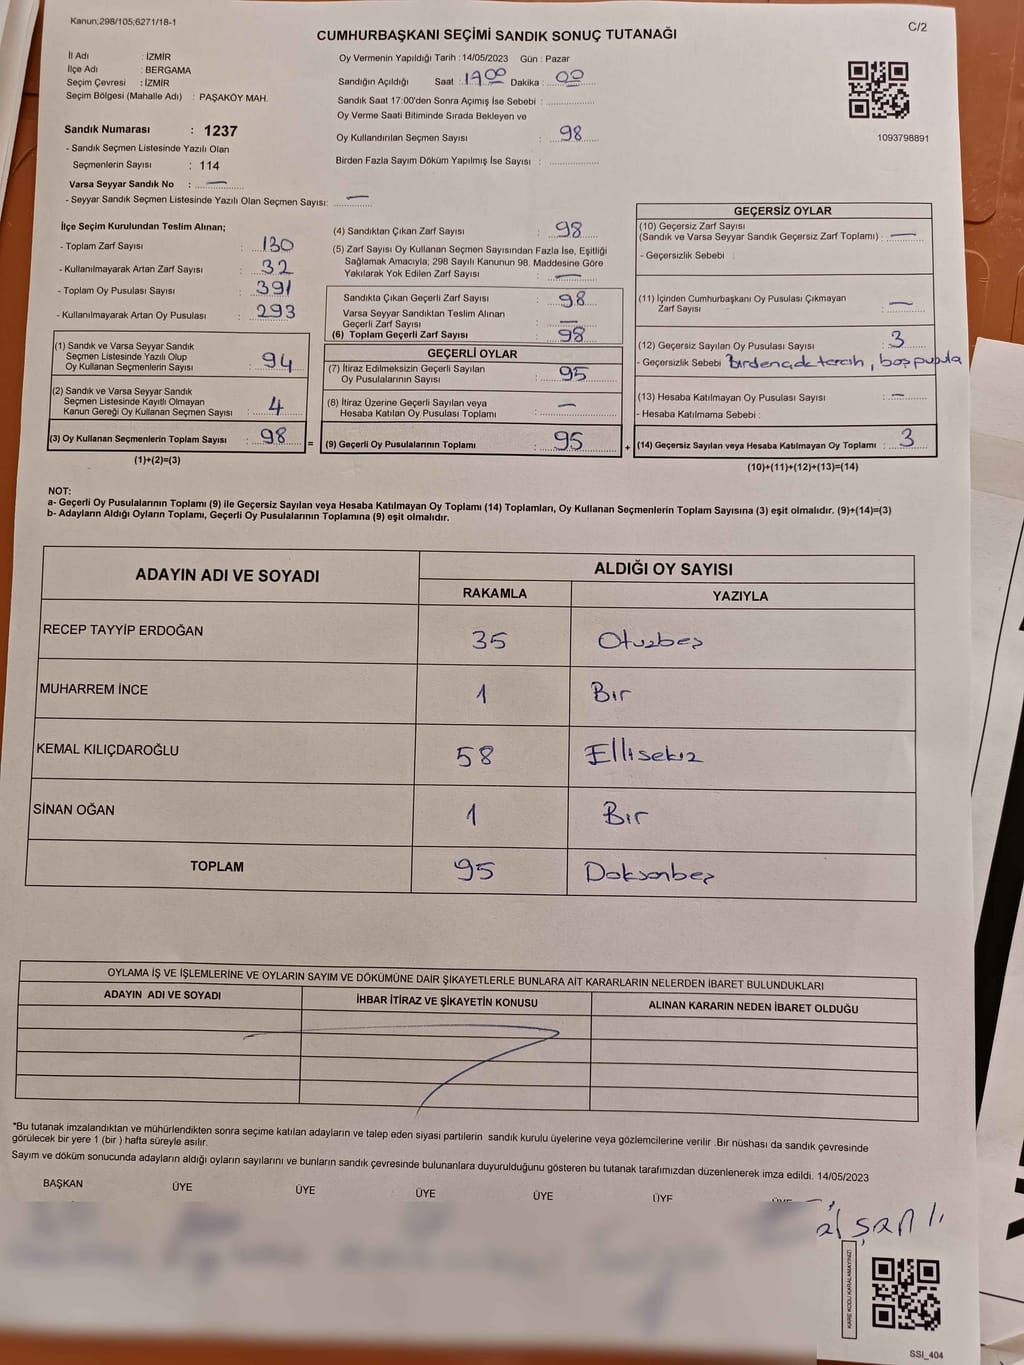 Kanun;298/105,6271/18-1
C/2
CUMHURBAŞKANI SEÇİMİ SANDIK SONUÇ TUTANAĞI
İl Adı : İZMİR
İlçe Adı : BERGAMA
Seçim Çevresi : İZMİR
Seçim Bölgesi (Mahalle Adı) : PAŞAKÖY MAH.
Oy Vermenin Yapıldığı Tarih : 14/05/2023 Gün : Pazar
Sandığın Açıldığı Saat : 17.00 Dakika : 00
Sandık Saat 17:00'den Sonra Açımış İse Sebebi :
Oy Verme Saati Bitiminde Sırada Bekleyen ve
Oy Kullandırılan Seçmen Sayısı : 98
Birden Fazla Sayım Döküm Yapılmış İse Sayısı :
1093798891
Sandık Numarası : 1237
- Sandık Seçmen Listesinde Yazılı Olan
Seçmenlerin Sayısı : 114
Varsa Seyyar Sandık No : —
- Seyyar Sandık Seçmen Listesinde Yazılı Olan Seçmen Sayısı: —
İlçe Seçim Kurulundan Teslim Alınan;
- Toplam Zarf Sayısı : 130
- Kullanılmayarak Artan Zarf Sayısı : 32
- Toplam Oy Pusulası Sayısı : 391
- Kullanılmayarak Artan Oy Pusulası : 293
(1) Sandık ve Varsa Seyyar Sandık
Seçmen Listesinde Yazılı Olup
Oy Kullanan Seçmenlerin Sayısı : 94
(2) Sandık ve Varsa Seyyar Sandık
Seçmen Listesinde Kayıtlı Olmayan
Kanun Gereği Oy Kullanan Seçmen Sayısı : 4
(3) Oy Kullanan Seçmenlerin Toplam Sayısı : 98 =
(1)+(2)=(3)
(4) Sandıktan Çıkan Zarf Sayısı : 98
(5) Zarf Sayısı Oy Kullanan Seçmen Sayısından Fazla İse, Eşitliği
Sağlamak Amacıyla; 298 Sayılı Kanunun 98. Maddesine Göre
Yakılarak Yok Edilen Zarf Sayısı : —
Sandıkta Çıkan Geçerli Zarf Sayısı : 98
Varsa Seyyar Sandıktan Teslim Alınan
Geçerli Zarf Sayısı : —
(6) Toplam Geçerli Zarf Sayısı : 98
GEÇERLİ OYLAR
(7) İtiraz Edilmeksizin Geçerli Sayılan
Oy Pusulalarının Sayısı : 95
(8) İtiraz Üzerine Geçerli Sayılan veya
Hesaba Katılan Oy Pusulası Toplamı : —
(9) Geçerli Oy Pusulalarının Toplamı : 95 +
GEÇERSİZ OYLAR
(10) Geçersiz Zarf Sayısı
(Sandık ve Varsa Seyyar Sandık Geçersiz Zarf Toplamı) : —
- Geçersizlik Sebebi :
(11) İçinden Cumhurbaşkanı Oy Pusulası Çıkmayan
Zarf Sayısı : —
(12) Geçersiz Sayılan Oy Pusulası Sayısı : 3
- Geçersizlik Sebebi Birdencok tercih, boş pusula
(13) Hesaba Katılmayan Oy Pusulası Sayısı : —
- Hesaba Katılmama Sebebi :
(14) Geçersiz Sayılan veya Hesaba Katılmayan Oy Toplamı : 3
(10)+(11)+(12)+(13)=(14)
NOT:
a- Geçerli Oy Pusulalarının Toplamı (9) ile Geçersiz Sayılan veya Hesaba Katılmayan Oy Toplamı (14) Toplamları, Oy Kullanan Seçmenlerin Toplam Sayısına (3) eşit olmalıdır. (9)+(14)=(3)
b- Adayların Aldığı Oyların Toplamı, Geçerli Oy Pusulalarının Toplamına (9) eşit olmalıdır.
ADAYIN ADI VE SOYADI ALDIĞI OY SAYISI
RAKAMLA YAZIYLA
RECEP TAYYİP ERDOĞAN 35 Otuzbeş
MUHARREM İNCE 1 Bir
KEMAL KILIÇDAROĞLU 58 Ellisekiz
SİNAN OĞAN 1 Bir
TOPLAM 95 Doksanbeş
OYLAMA İŞ VE İŞLEMLERİNE VE OYLARIN SAYIM VE DÖKÜMÜNE DAİR ŞİKAYETLERLE BUNLARA AİT KARARLARIN NELERDEN İBARET BULUNDUKLARI
ADAYIN ADI VE SOYADI İHBAR İTİRAZ VE ŞİKAYETİN KONUSU ALINAN KARARIN NEDEN İBARET OLDUĞU
*Bu tutanak imzalandıktan ve mühürlendikten sonra seçime katılan adayların ve talep eden siyasi partilerin sandık kurulu üyelerine veya gözlemcilerine verilir .Bir nüshası da sandık çevresinde
görülecek bir yere 1 (bir ) hafta süreyle asılır.
Sayım ve döküm sonucunda adayların aldığı oyların sayılarını ve bunların sandık çevresinde bulunanlara duyurulduğunu gösteren bu tutanak tarafımızdan düzenlenerek imza edildi. 14/05/2023
BAŞKAN ÜYE ÜYE ÜYE ÜYE ÜYE
KARE KODU KARALAMAYINIZ!
SSI_404